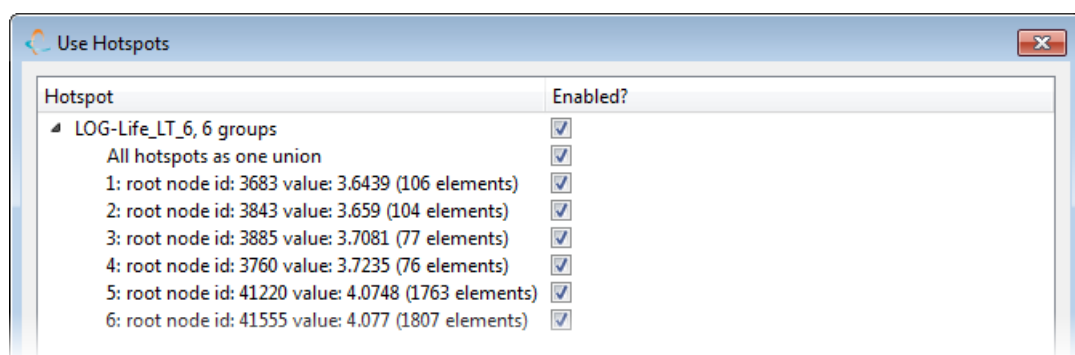 Use Hotspots
Hotspot Enabled?
LOG-Life_LT_6, 6 groups
All hotspots as one union
1: root node id: 3683 value: 3.6439 (106 elements)
2: root node id: 3843 value: 3.659 (104 elements)
3: root node id: 3885 value: 3.7081 (77 elements)
4: root node id: 3760 value: 3.7235 (76 elements)
5: root node id: 41220 value: 4.0748 (1763 elements)
6: root node id: 41555 value: 4.077 (1807 elements)